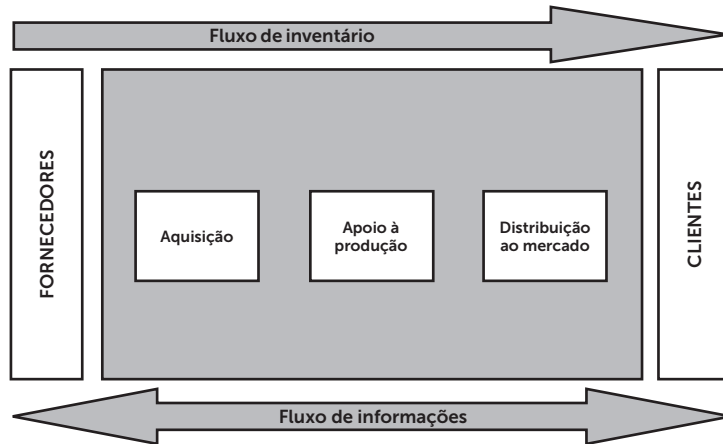 Fluxo de inventário
FORNECEDORES
Aquisição
Apoio à
produção
Distribuição
ao mercado
CLIENTES
Fluxo de informações